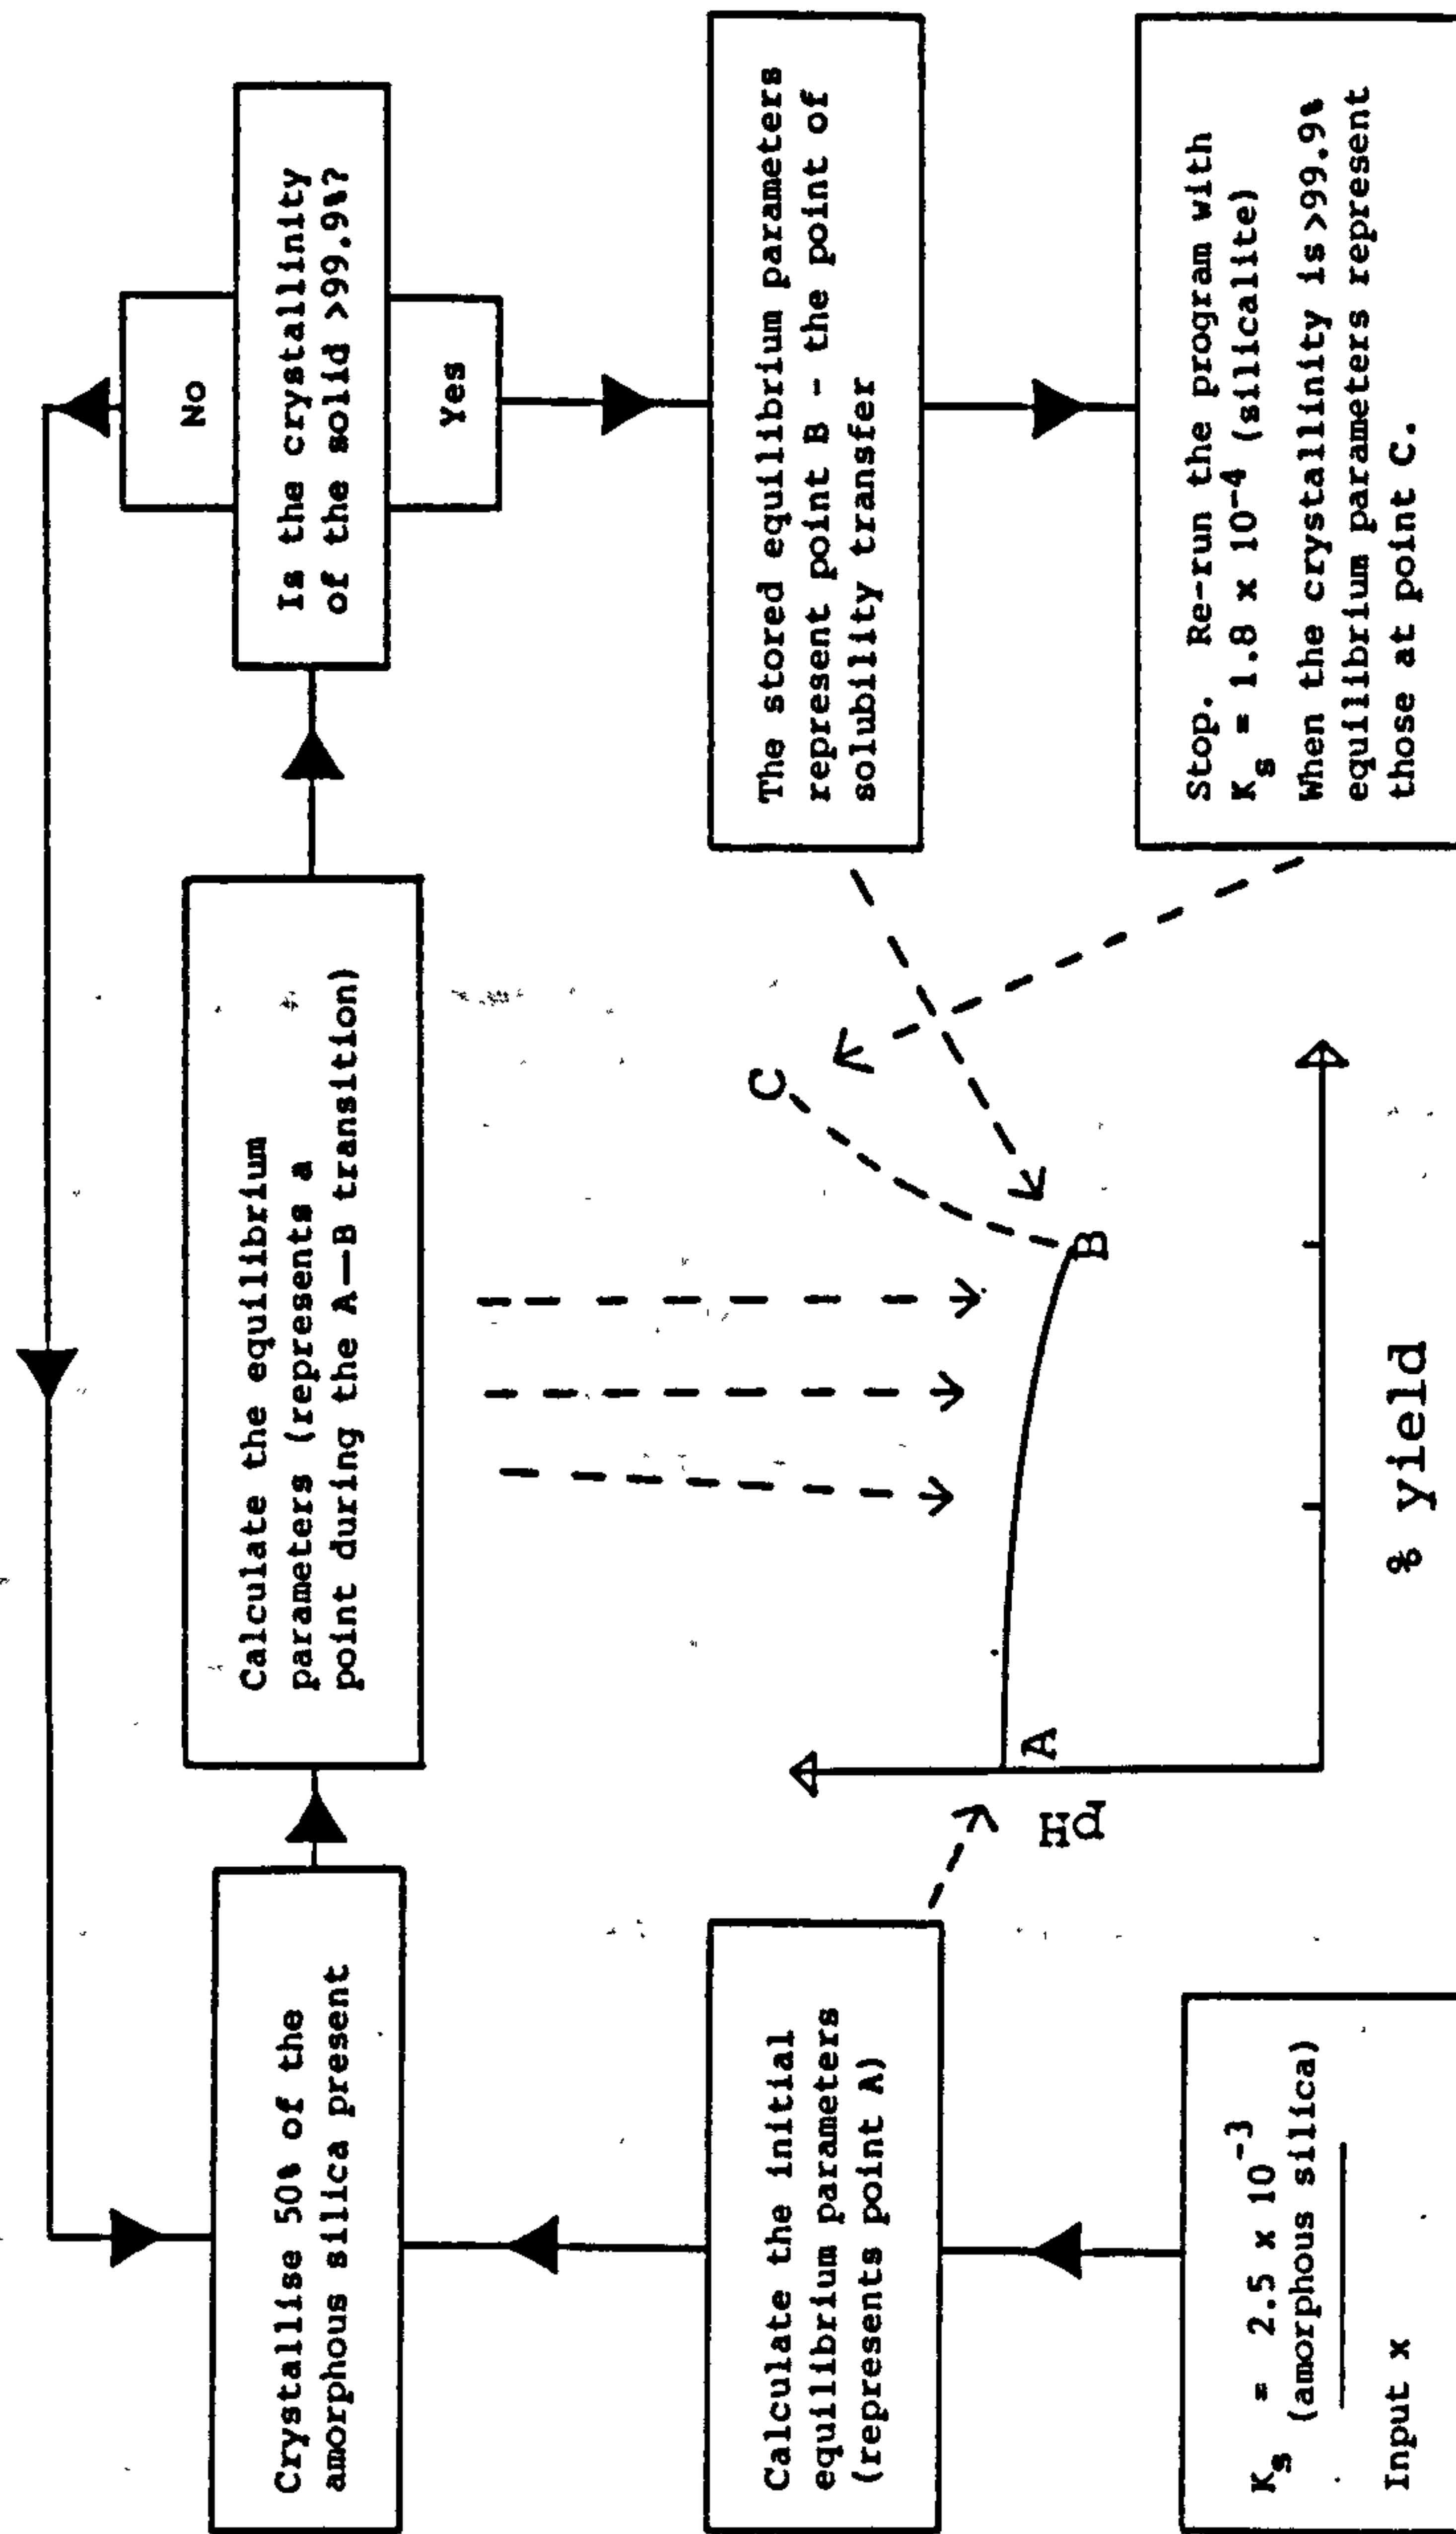 K_s = 2.5 x 10^-3
(amorphous silica)
Input x
Calculate the initial
equilibrium parameters
(represents point A)
Crystallise 50% of the
amorphous silica present
Calculate the equilibrium
parameters (represents a
point during the A—B transition)
Is the crystallinity
of the solid >99.9%?
No
Yes
The stored equilibrium parameters
represent point B - the point of
solubility transfer
Stop. Re-run the program with
K_s = 1.8 x 10^-4 (silicalite)
When the crystallinity is >99.9%
equilibrium parameters represent
those at point C.
pH
A
B
C
% yield